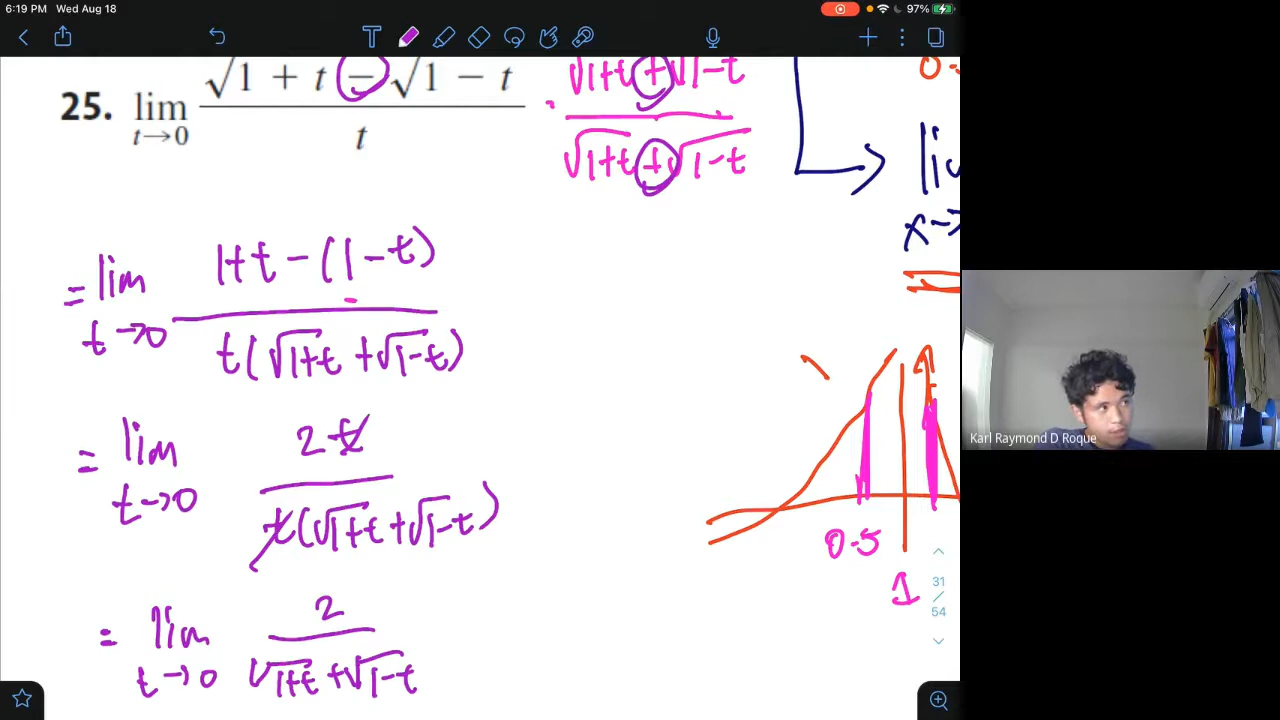 6:19 PM Wed Aug 18
97%
25. lim t→0 (√1 + t − √1 − t) / t · (√1+t + √1-t) / (√1+t + √1-t)
= lim t→0 (1+t - (1-t)) / (t(√1+t + √1-t))
= lim t→0 2t / (t(√1+t + √1-t))
= lim t→0 2 / (√1+t + √1-t)
x→
0.5
1
31
/
54
Karl Raymond D Roque